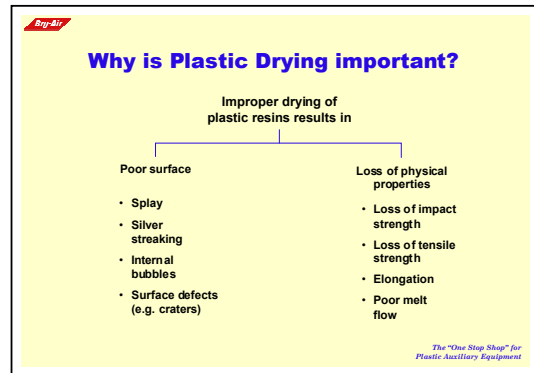 Bry-Air
Why is Plastic Drying important?
Improper drying of
plastic resins results in
Poor surface
• Splay
• Silver
streaking
• Internal
bubbles
• Surface defects
(e.g. craters)
Loss of physical
properties
• Loss of impact
strength
• Loss of tensile
strength
• Elongation
• Poor melt
flow
The "One Stop Shop" for
Plastic Auxiliary Equipment